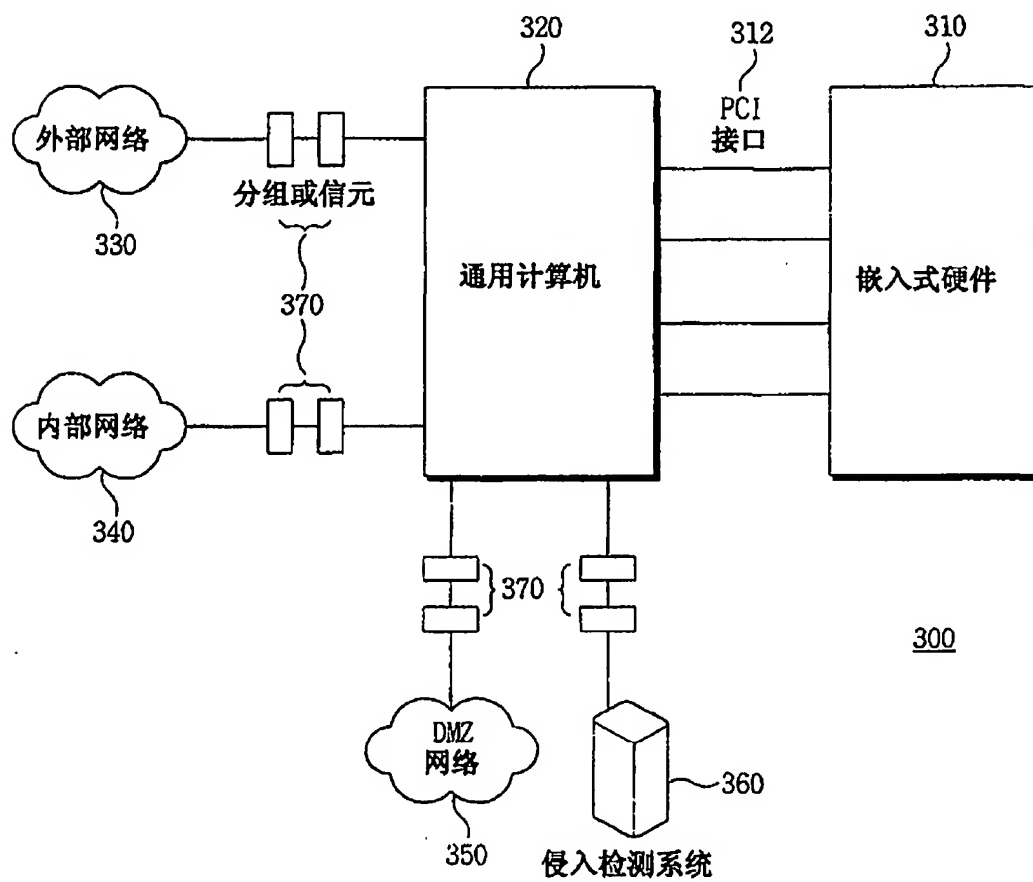 320
312
310
PCI
接口
外部网络
分组或信元
330
370
通用计算机
嵌入式硬件
内部网络
340
370
300
DMZ
网络
350
360
侵入检测系统